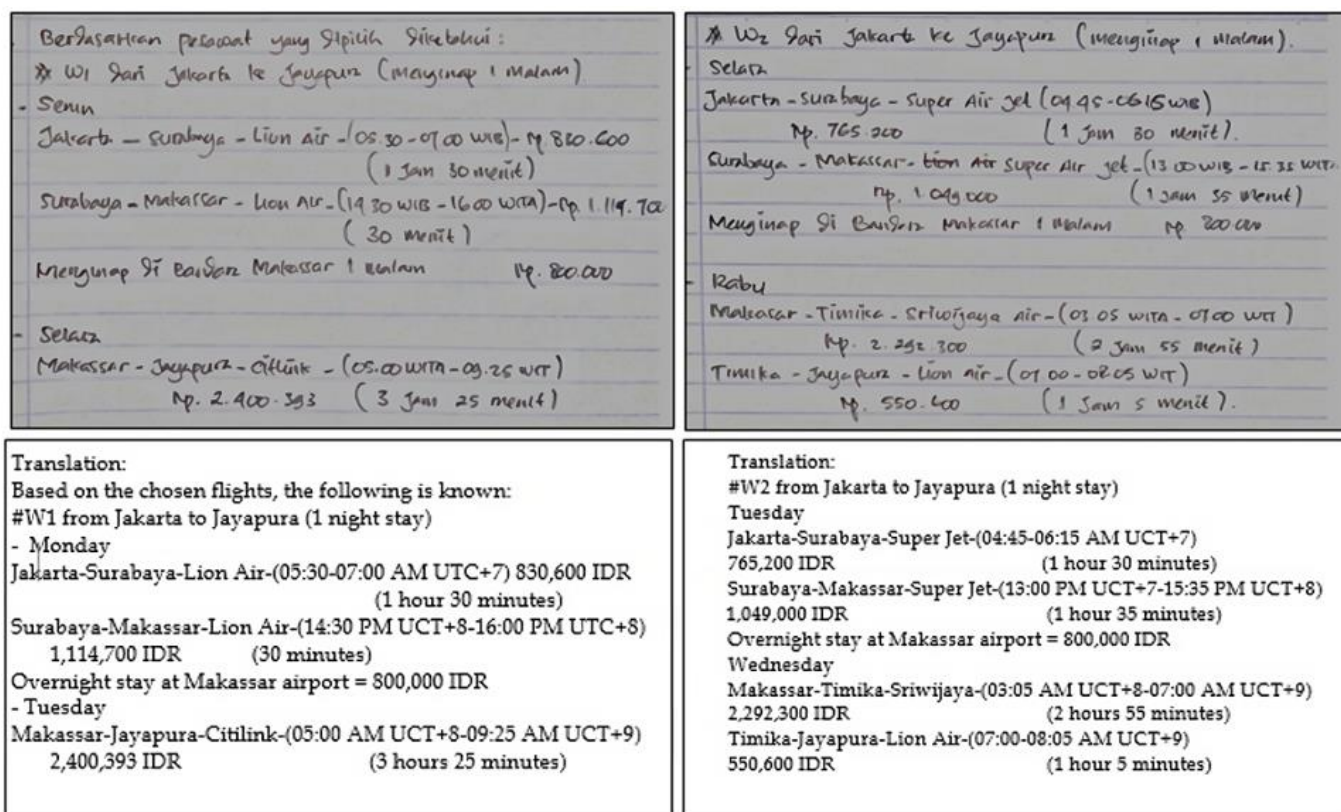 Berdasarkan pesawat yang dipilih diketahui:
※ W1 dari Jakarta ke Jayapura (menginap 1 malam)
- Senin
Jakarta - Surabaya - Lion Air - (05.30 - 07.00 WIB) - Rp 830.600
(1 Jam 30 menit)
Surabaya - Makassar - Lion Air - (14 30 WIB - 16 00 WITA) - Rp. 1.114.700
( 30 menit )
Menginap di Bandara Makassar 1 malam Rp. 800.000
- Selasa
Makassar - Jayapura - Citilink - (05.00 WITA - 09.25 WIT)
Rp. 2.400.393 ( 3 Jam 25 menit)
※ W2 dari Jakarta ke Jayapura (menginap 1 malam).
- Selasa
Jakarta - Surabaya - Super Air Jet (04.45 - 06.15 WIB)
Rp. 765.200 (1 Jam 30 menit).
Surabaya - Makassar - Super Air Jet - (13 00 WIB - 15.35 WITA
Rp. 1.049.000 (1 Jam 35 menit)
Menginap di Bandara Makassar 1 malam Rp 800.000
- Rabu
Makasar - Timika - Sriwijaya Air - (03 05 WITA - 07.00 WIT)
Rp. 2.292.300 (2 Jam 55 menit)
Timika - Jayapura - Lion Air - (07 00 - 08.05 WIT)
Rp. 550.600 (1 Jam 5 menit).
Translation:
Based on the chosen flights, the following is known:
#W1 from Jakarta to Jayapura (1 night stay)
- Monday
Jakarta-Surabaya-Lion Air-(05:30-07:00 AM UTC+7) 830,600 IDR
(1 hour 30 minutes)
Surabaya-Makassar-Lion Air-(14:30 PM UCT+8-16:00 PM UTC+8)
1,114,700 IDR (30 minutes)
Overnight stay at Makassar airport = 800,000 IDR
- Tuesday
Makassar-Jayapura-Citilink-(05:00 AM UCT+8-09:25 AM UCT+9)
2,400,393 IDR (3 hours 25 minutes)
Translation:
#W2 from Jakarta to Jayapura (1 night stay)
Tuesday
Jakarta-Surabaya-Super Jet-(04:45-06:15 AM UCT+7)
765,200 IDR (1 hour 30 minutes)
Surabaya-Makassar-Super Jet-(13:00 PM UCT+7-15:35 PM UCT+8)
1,049,000 IDR (1 hour 35 minutes)
Overnight stay at Makassar airport = 800,000 IDR
Wednesday
Makassar-Timika-Sriwijaya-(03:05 AM UCT+8-07:00 AM UCT+9)
2,292,300 IDR (2 hours 55 minutes)
Timika-Jayapura-Lion Air-(07:00-08:05 AM UCT+9)
550,600 IDR (1 hour 5 minutes)